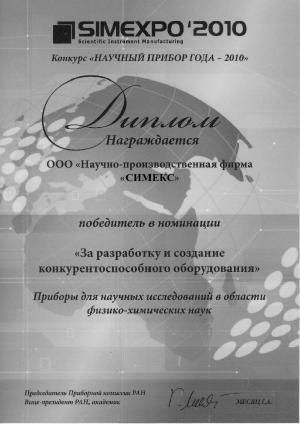 SIMEXPO'2010
Scientific Instrument Manufacturing
Конкурс «НАУЧНЫЙ ПРИБОР ГОДА – 2010»
Диплом
Награждается
ООО «Научно-производственная фирма
«СИМЕКС»
победитель в номинации
«За разработку и создание
конкурентоспособного оборудования»
Приборы для научных исследований в области
физико-химических наук
Председатель Приборной комиссии РАН
Вице-президент РАН, академик
МЕСЯЦ Г.А.